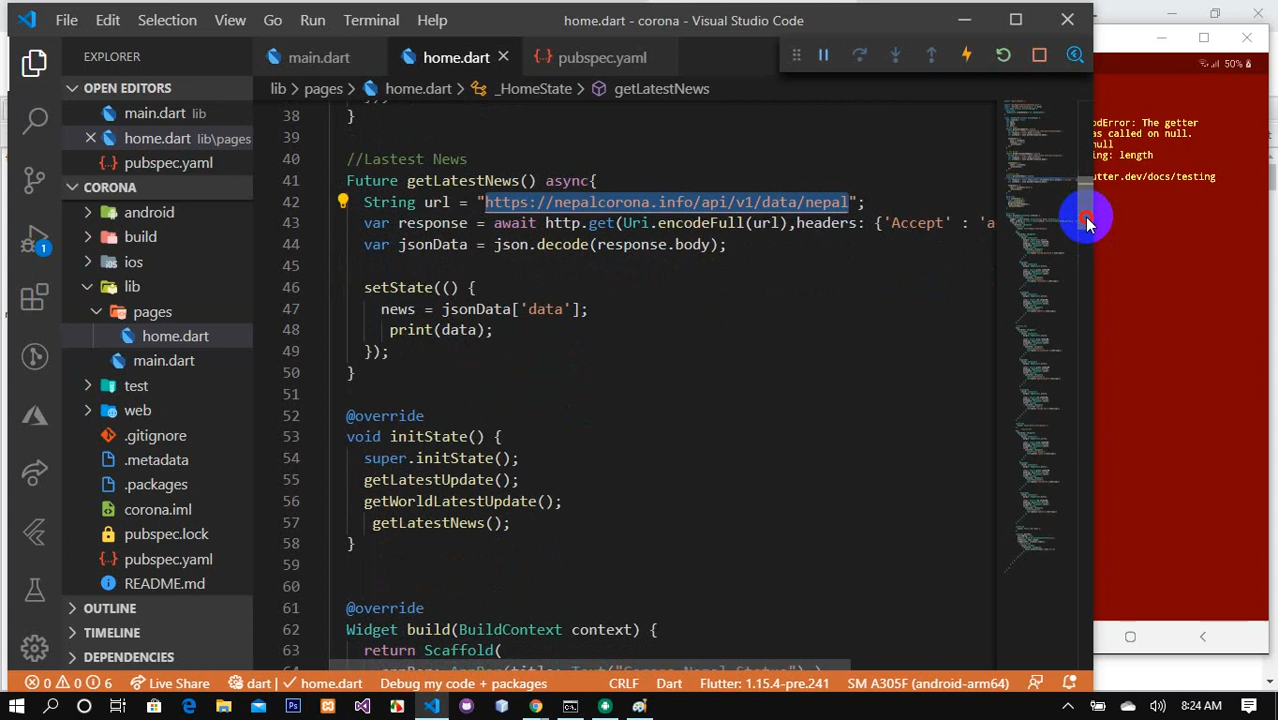 File Edit Selection View Go Run Terminal Help home.dart - corona - Visual Studio Code
EXPLORER
main.dart home.dart pubspec.yaml
lib > pages > home.dart > _HomeState > getLatestNews
50%
OPEN EDITORS
main.dart lib
home.dart lib\pages
pubspec.yaml
CORONA
android
build
ios
lib
pages
home.dart
main.dart
test
web
.gitignore
.metadata
.packages
corona.iml
pubspec.lock
pubspec.yaml
README.md
OUTLINE
TIMELINE
DEPENDENCIES
1
38 }
39
40 //Lastest News
41 Future getLatestNews() async{
42 String url = "https://nepalcorona.info/api/v1/data/nepal";
43 var response = await http.get(Uri.encodeFull(url),headers: {'Accept' : 'a
44 var jsonData = json.decode(response.body);
45
46 setState(() {
47 news = jsonData['data'];
48 print(data);
49 });
50 }
51
52 @override
53 void initState() {
54 super.initState();
55 getLatestUpdate();
56 getWorldLatestUpdate();
57 getLatestNews();
58 }
59
60
61 @override
62 Widget build(BuildContext context) {
63 return Scaffold(
odError: The getter
as called on null.
null
ing: length
utter.dev/docs/testing
0 0 6 Live Share dart | home.dart Debug my code + packages CRLF Dart Flutter: 1.15.4-pre.241 SM A305F (android-arm64)
8:24 AM